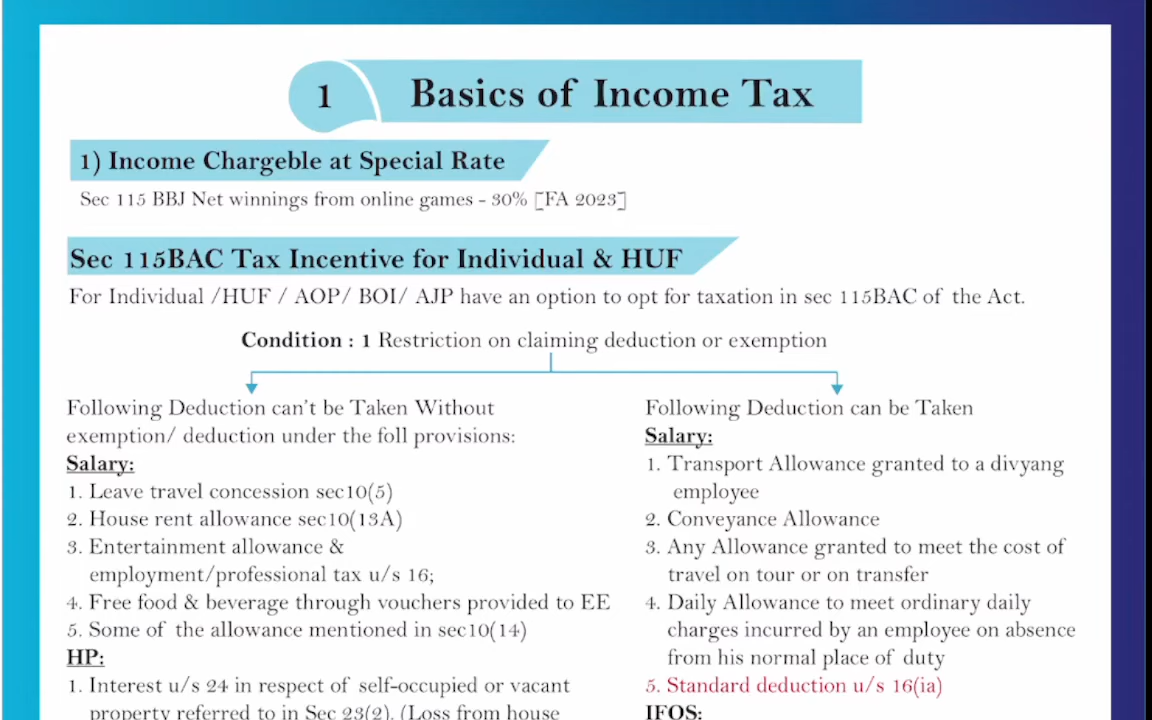 1
Basics of Income Tax
1) Income Chargeble at Special Rate
Sec 115 BBJ Net winnings from online games - 30% [FA 2023]
Sec 115BAC Tax Incentive for Individual & HUF
For Individual /HUF / AOP/ BOI/ AJP have an option to opt for taxation in sec 115BAC of the Act.
Condition : 1 Restriction on claiming deduction or exemption
Following Deduction can't be Taken Without
exemption/ deduction under the foll provisions:
Salary:
1. Leave travel concession sec10(5)
2. House rent allowance sec10(13A)
3. Entertainment allowance &
employment/professional tax u/s 16;
4. Free food & beverage through vouchers provided to EE
5. Some of the allowance mentioned in sec10(14)
HP:
1. Interest u/s 24 in respect of self-occupied or vacant
property referred to in Sec 23(2). (Loss from house
Following Deduction can be Taken
Salary:
1. Transport Allowance granted to a divyang
employee
2. Conveyance Allowance
3. Any Allowance granted to meet the cost of
travel on tour or on transfer
4. Daily Allowance to meet ordinary daily
charges incurred by an employee on absence
from his normal place of duty
5. Standard deduction u/s 16(ia)
IFOS: